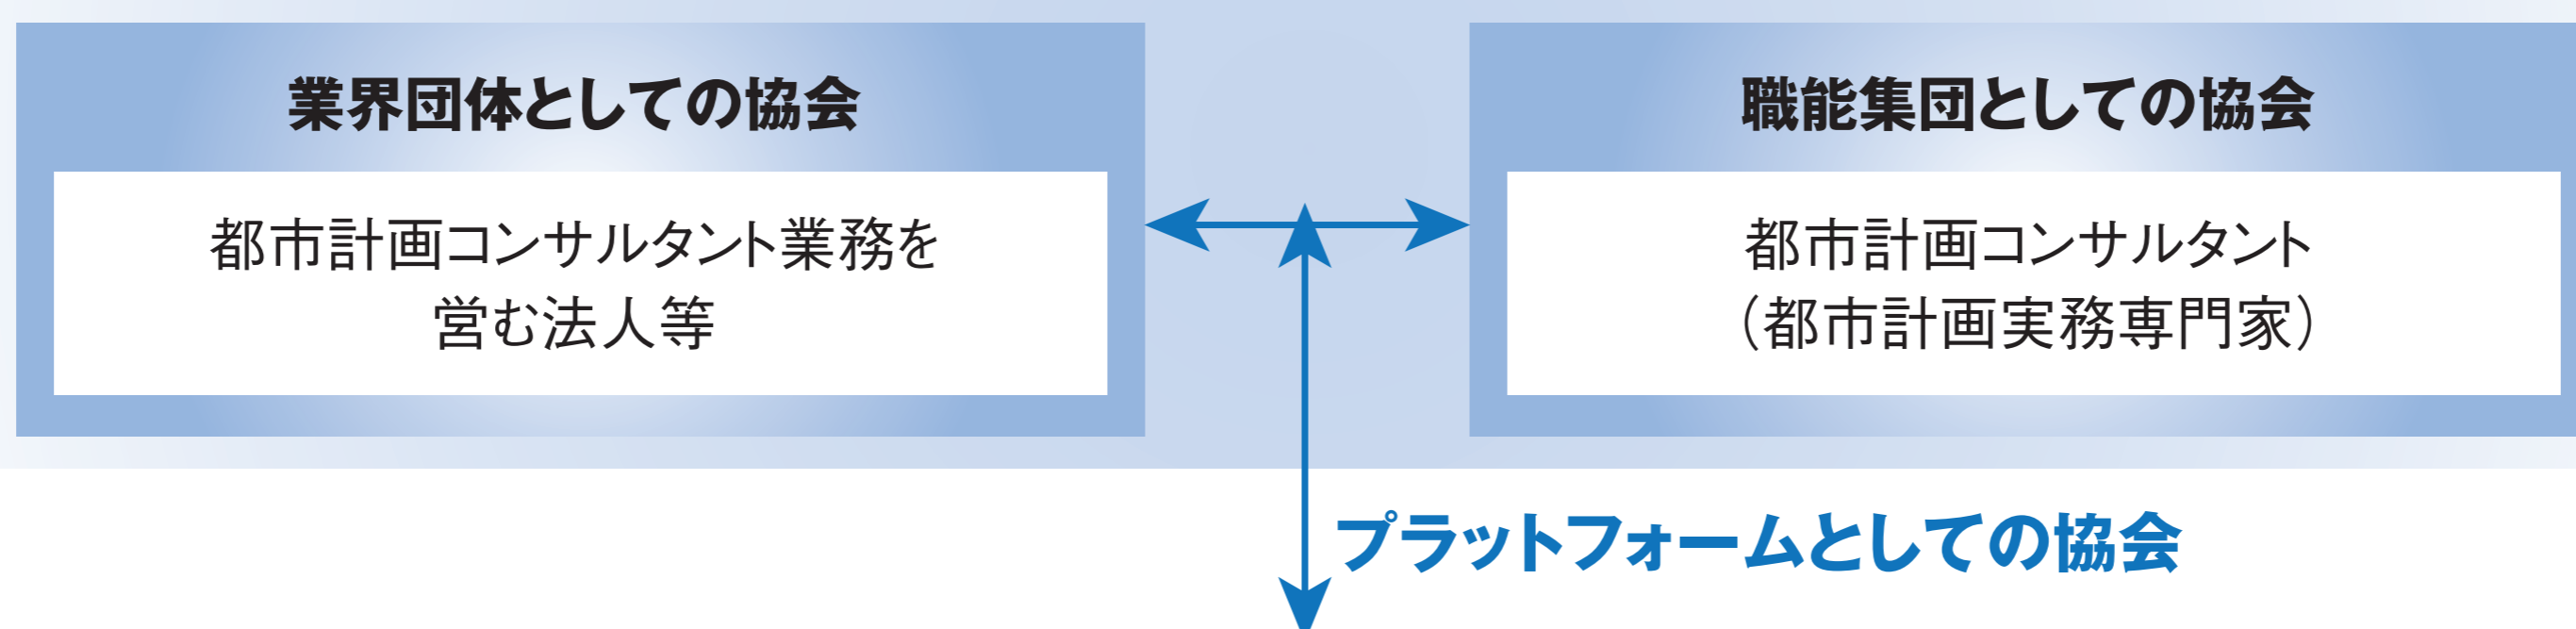 業界団体としての協会
都市計画コンサルタント業務を
営む法人等
職能集団としての協会
都市計画コンサルタント
（都市計画実務専門家）
プラットフォームとしての協会